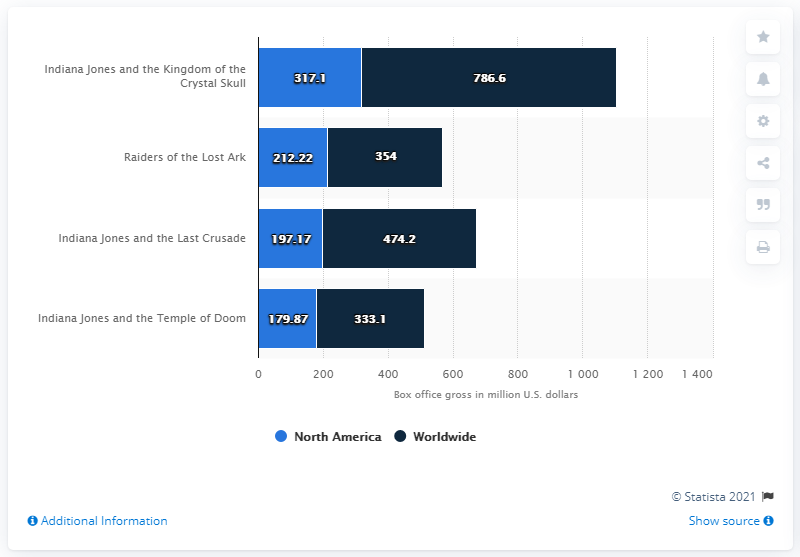 Indiana Jones and the Kingdom of the
Crystal Skull
317.1
786.6
Raiders of the Lost Ark
212.22
354
Indiana Jones and the Last Crusade
197.17
474.2
Indiana Jones and the Temple of Doom
179.87
333.1
0 200 400 600 800 1 000 1 200 1 400
Box office gross in million U.S. dollars
North America Worldwide
© Statista 2021
Additional Information
Show source